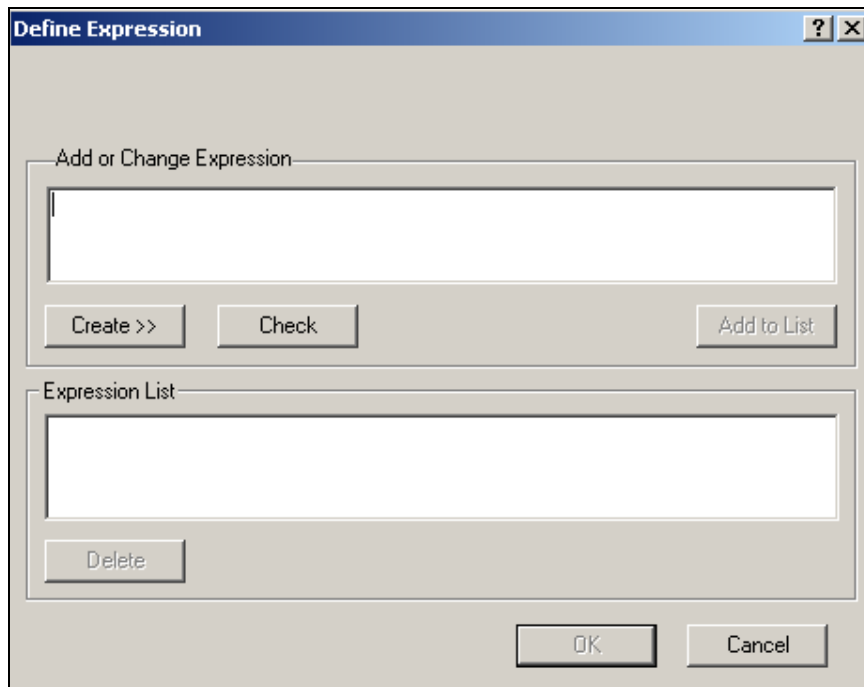 Define Expression
Add or Change Expression
Create >> Check Add to List
Expression List
Delete
OK Cancel